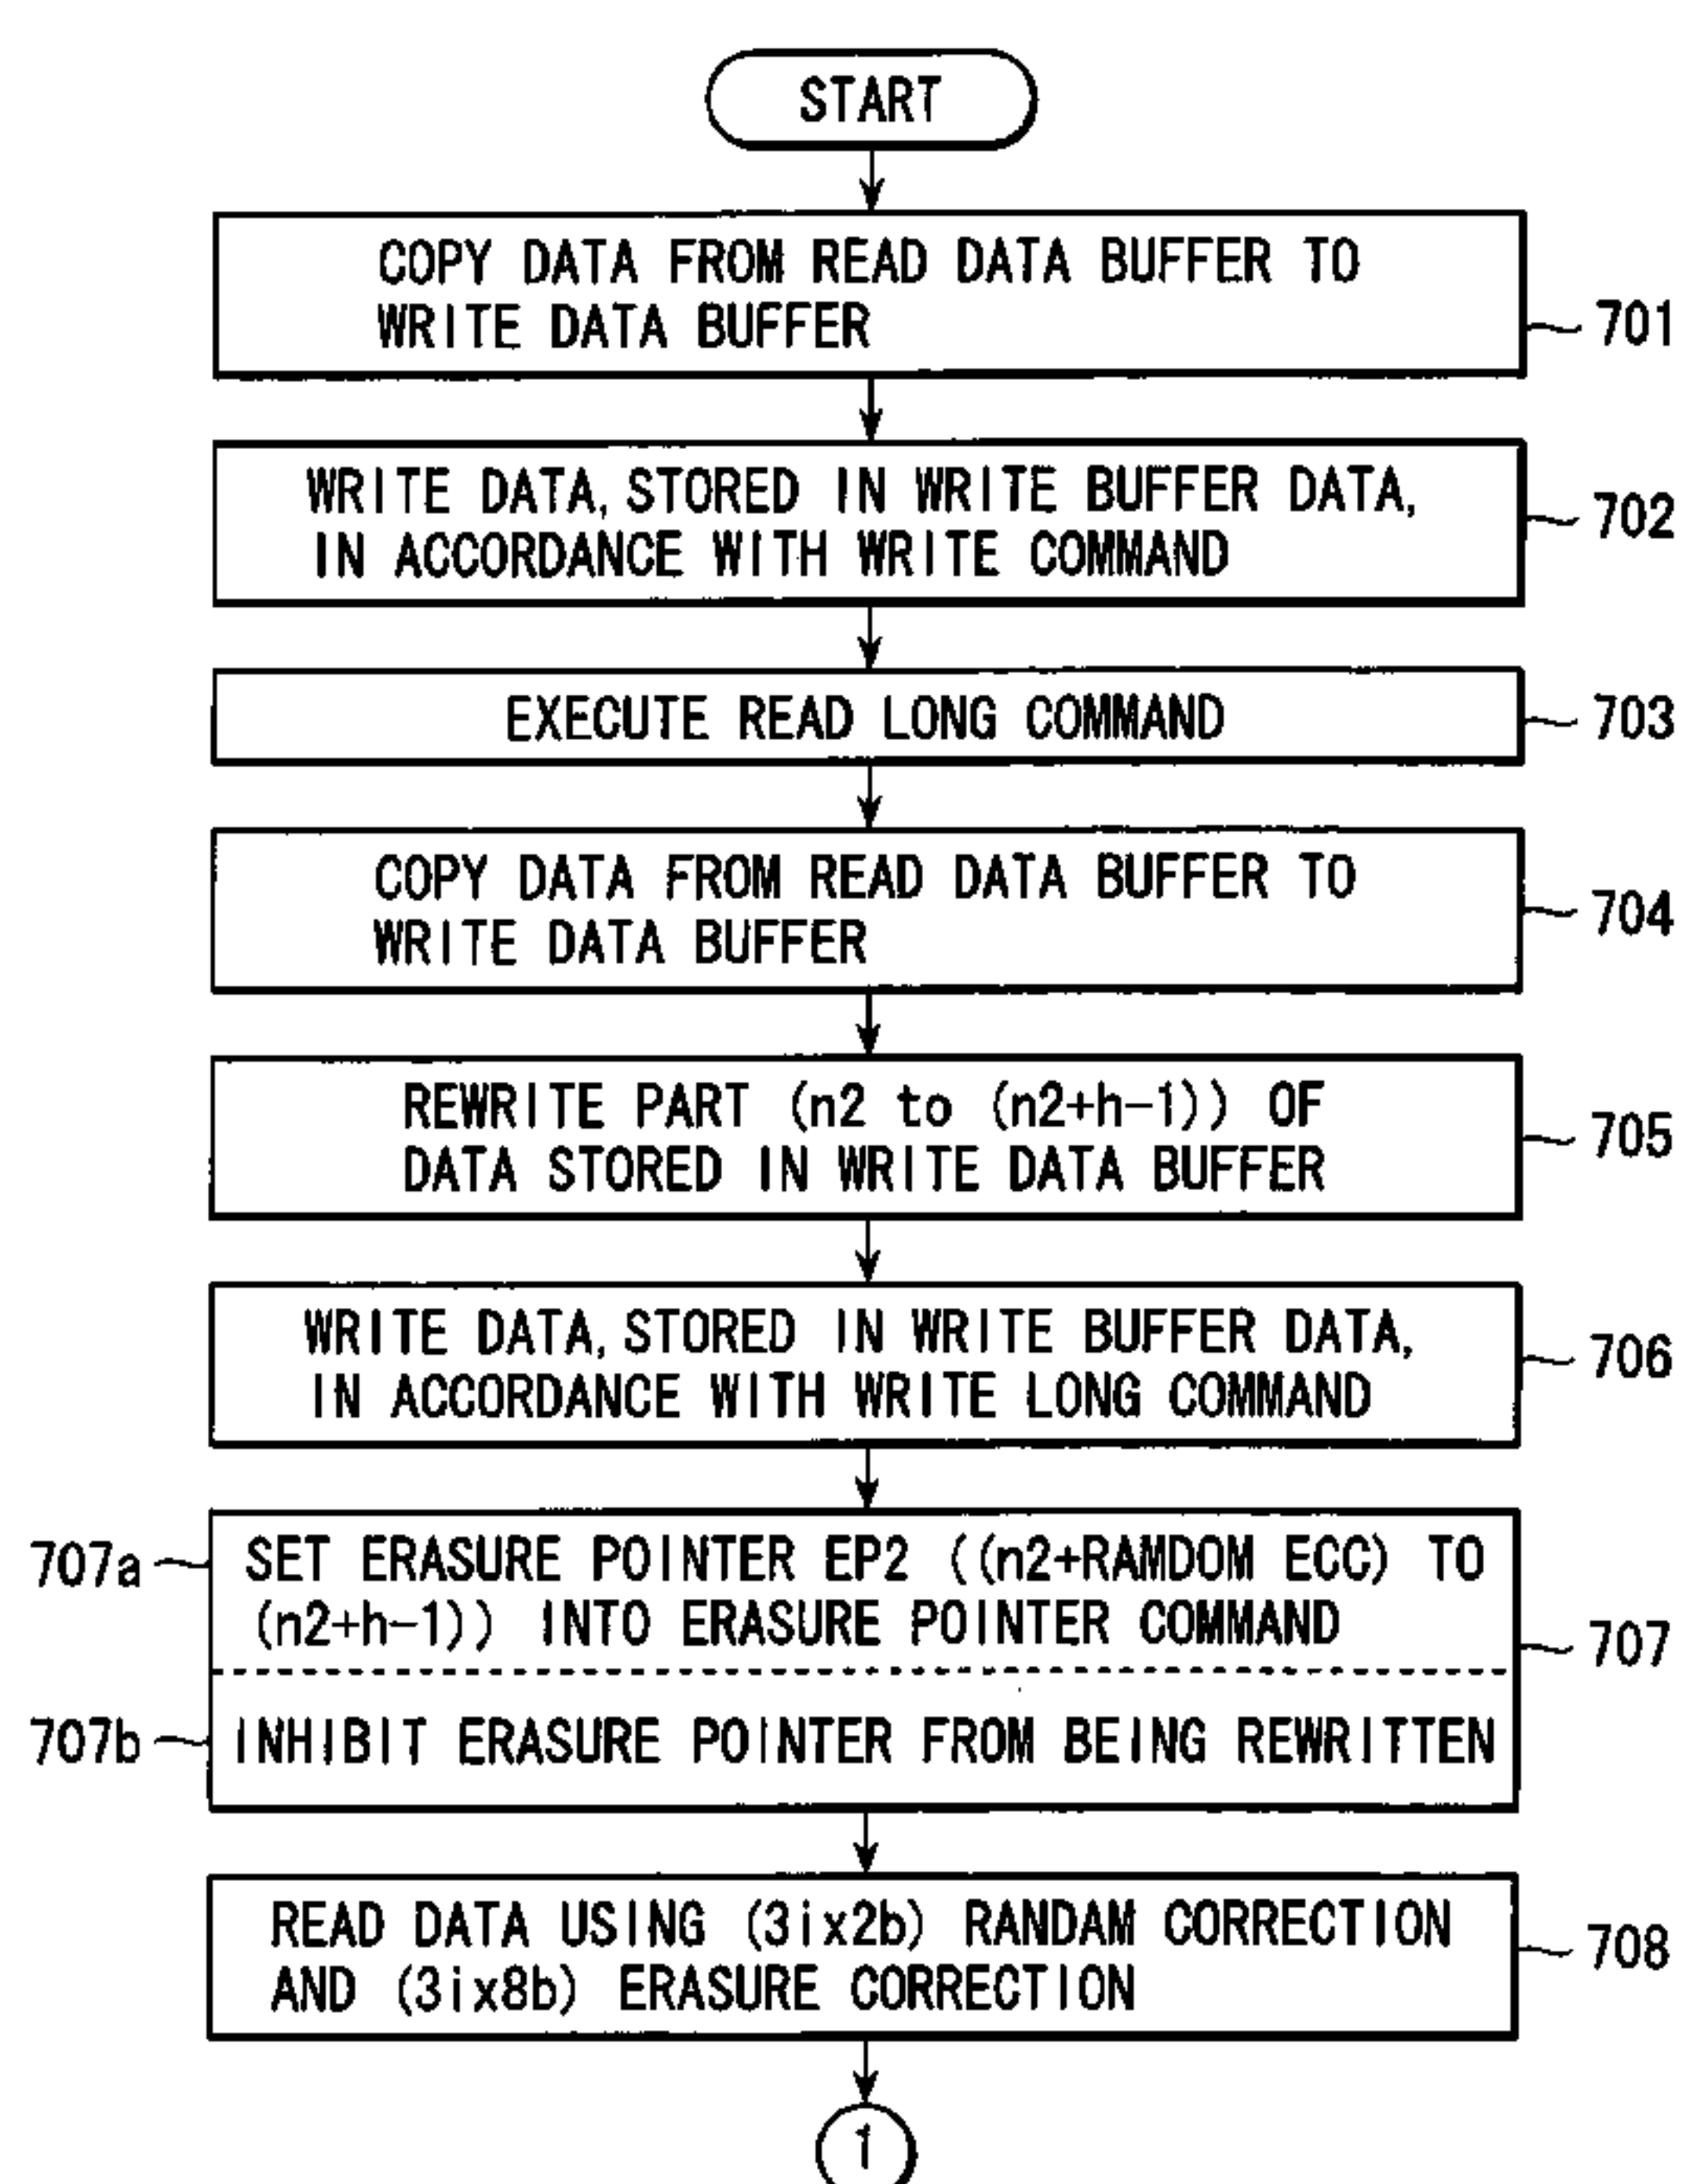 START
COPY DATA FROM READ DATA BUFFER TO
WRITE DATA BUFFER
701
WRITE DATA, STORED IN WRITE BUFFER DATA,
IN ACCORDANCE WITH WRITE COMMAND
702
EXECUTE READ LONG COMMAND
703
COPY DATA FROM READ DATA BUFFER TO
WRITE DATA BUFFER
704
REWRITE PART (n2 to (n2+h-1)) OF
DATA STORED IN WRITE DATA BUFFER
705
WRITE DATA, STORED IN WRITE BUFFER DATA,
IN ACCORDANCE WITH WRITE LONG COMMAND
706
707a
SET ERASURE POINTER EP2 ((n2+RAMDOM ECC) TO
(n2+h-1)) INTO ERASURE POINTER COMMAND
707
707b
INHIBIT ERASURE POINTER FROM BEING REWRITTEN
READ DATA USING (3ix2b) RANDAM CORRECTION
AND (3ix8b) ERASURE CORRECTION
708
1